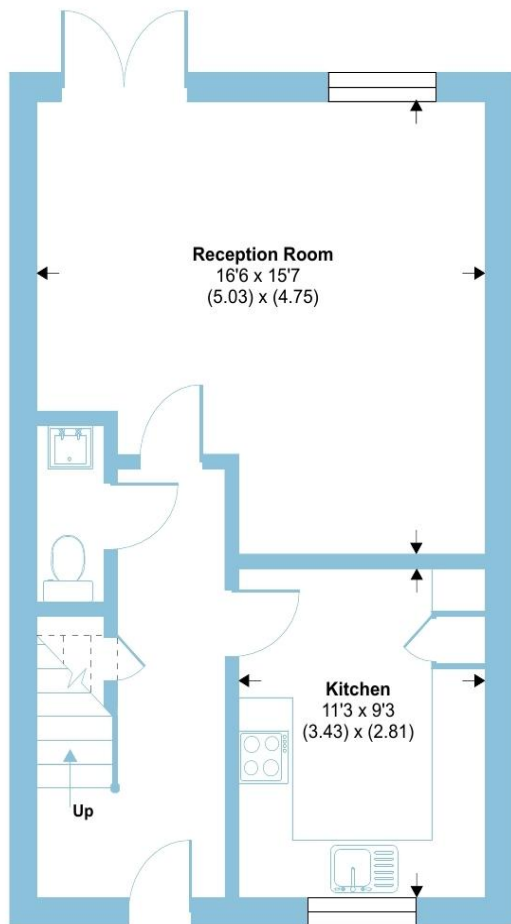 Reception Room
16'6 x 15'7
(5.03) x (4.75)
Kitchen
11'3 x 9'3
(3.43) x (2.81)
Up